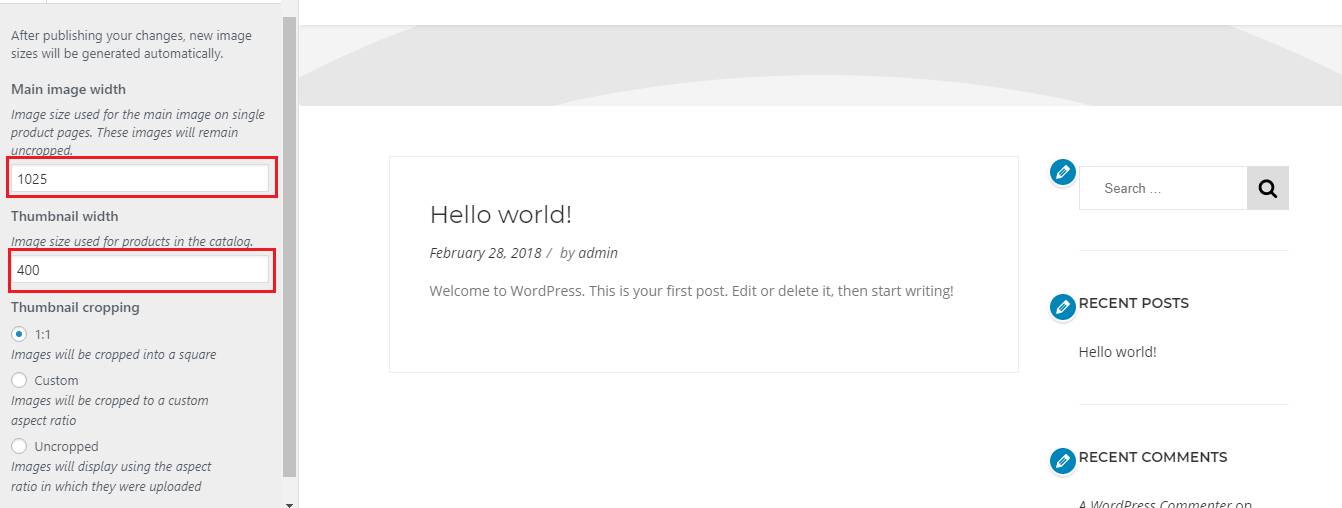 After publishing your changes, new image
sizes will be generated automatically.
Main image width
Image size used for the main image on single
product pages. These images will remain
uncropped.
1025
Thumbnail width
Image size used for products in the catalog.
400
Thumbnail cropping
1:1
Images will be cropped into a square
Custom
Images will be cropped to a custom
aspect ratio
Uncropped
Images will display using the aspect
ratio in which they were uploaded
Hello world!
February 28, 2018 / by admin
Welcome to WordPress. This is your first post. Edit or delete it, then start writing!
Search ...
RECENT POSTS
Hello world!
RECENT COMMENTS
A WordPress Commenter on